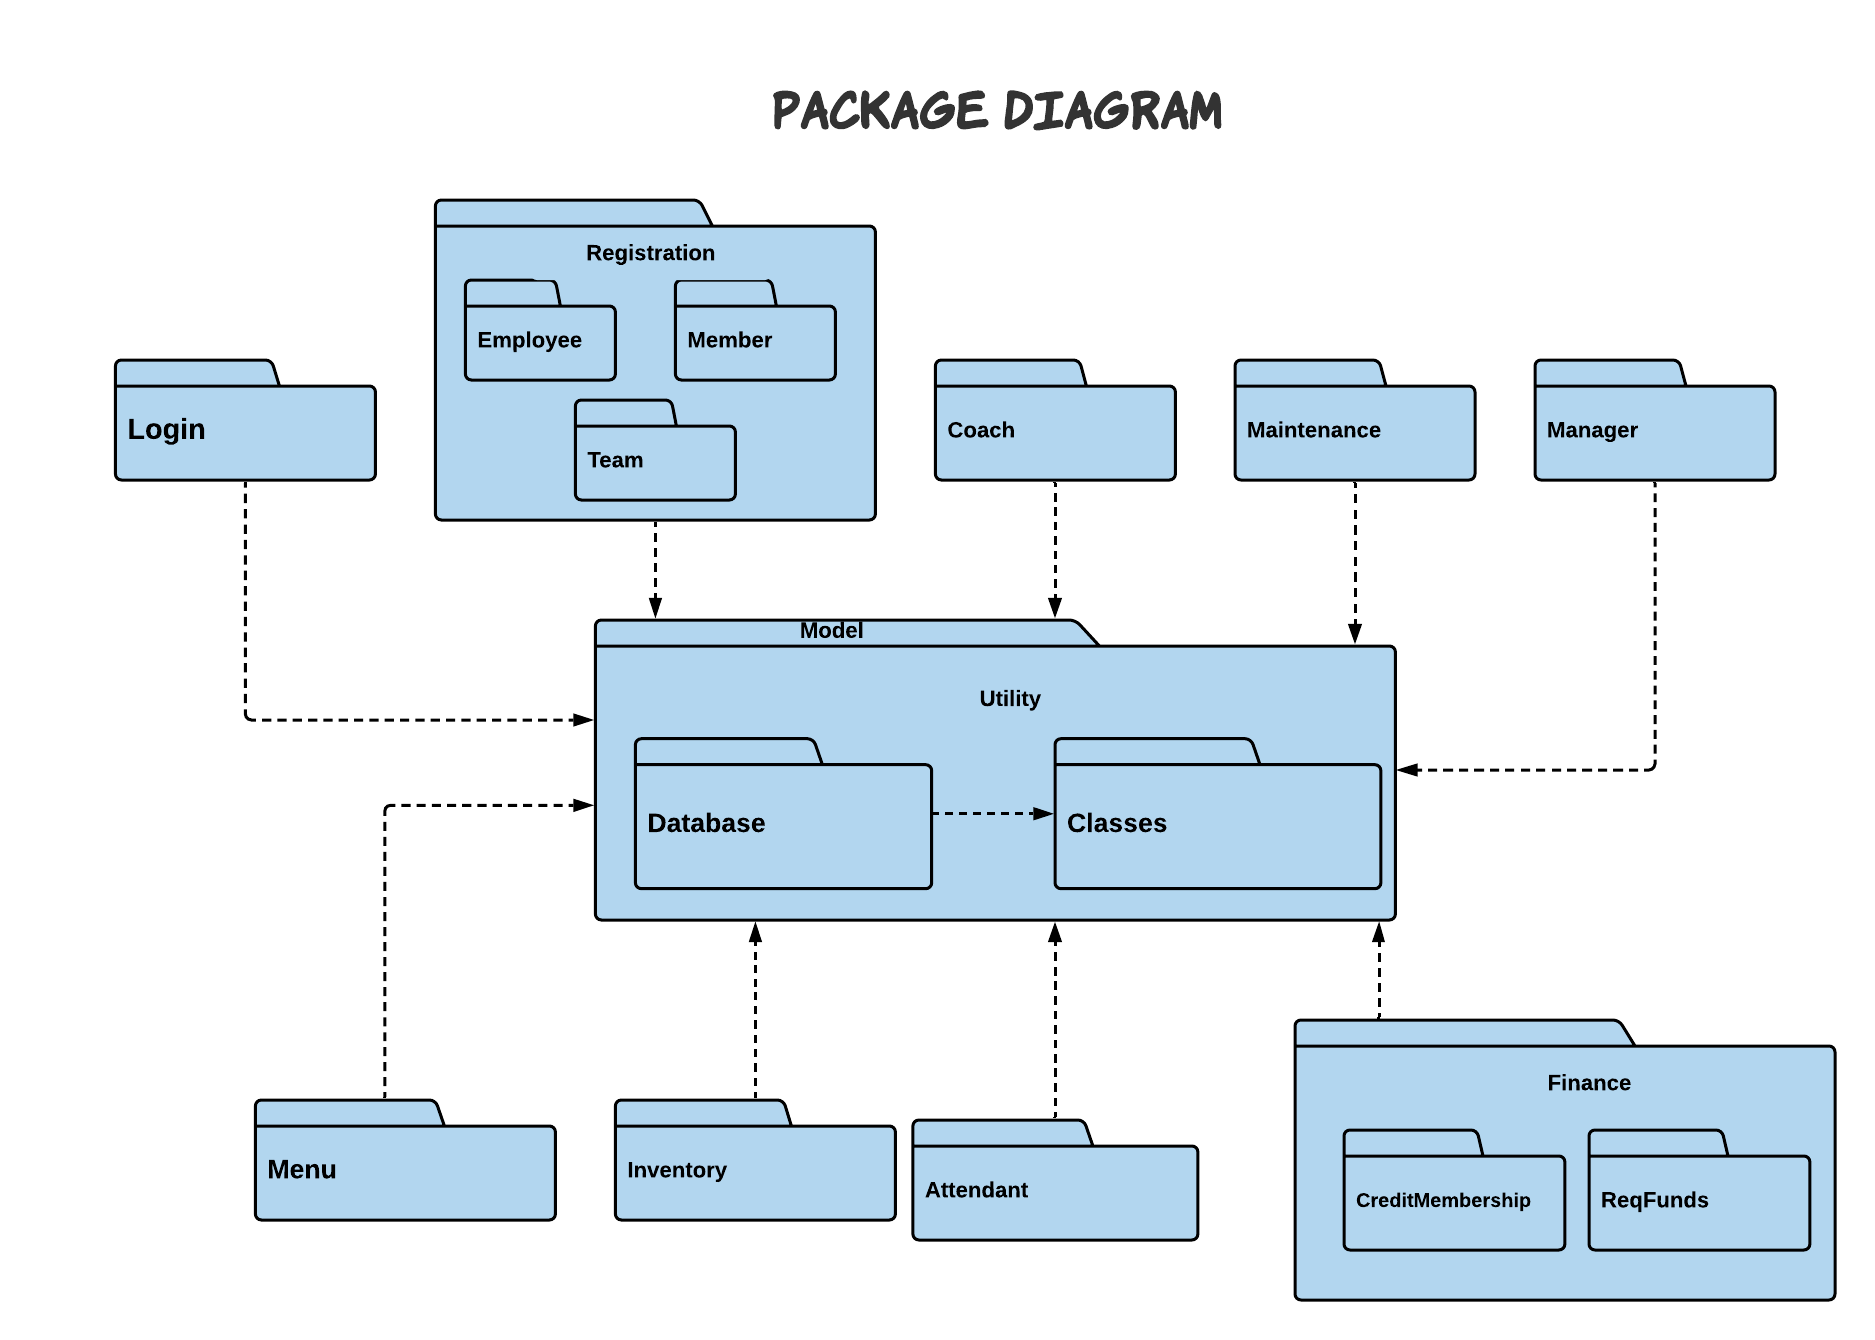 PACKAGE DIAGRAM
Registration
Employee
Member
Team
Login
Coach
Maintenance
Manager
Model
Utility
Database
Classes
Menu
Inventory
Attendant
Finance
CreditMembership
ReqFunds